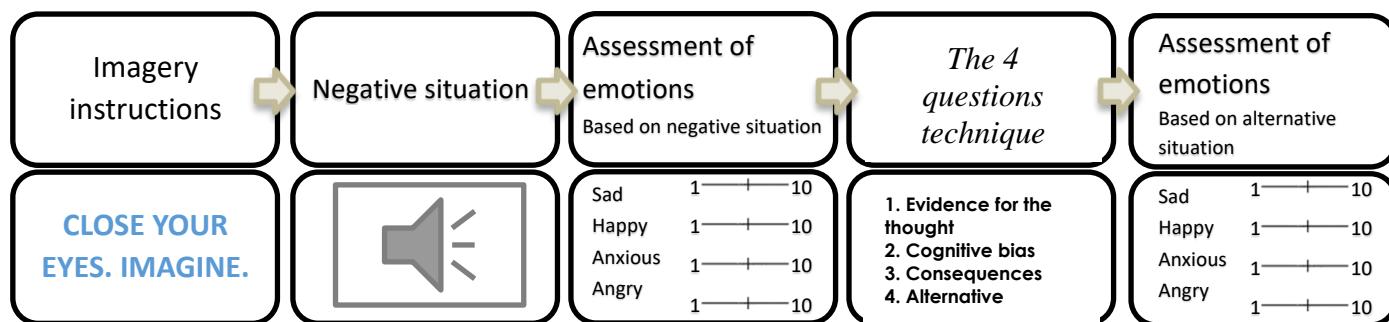 Imagery
instructions
Negative situation
Assessment of
emotions
Based on negative situation
The 4
questions
technique
Assessment of
emotions
Based on alternative
situation
CLOSE YOUR
EYES. IMAGINE.
Sad 1 10
Happy 1 10
Anxious 1 10
Angry 1 10
1. Evidence for the
thought
2. Cognitive bias
3. Consequences
4. Alternative
Sad 1 10
Happy 1 10
Anxious 1 10
Angry 1 10